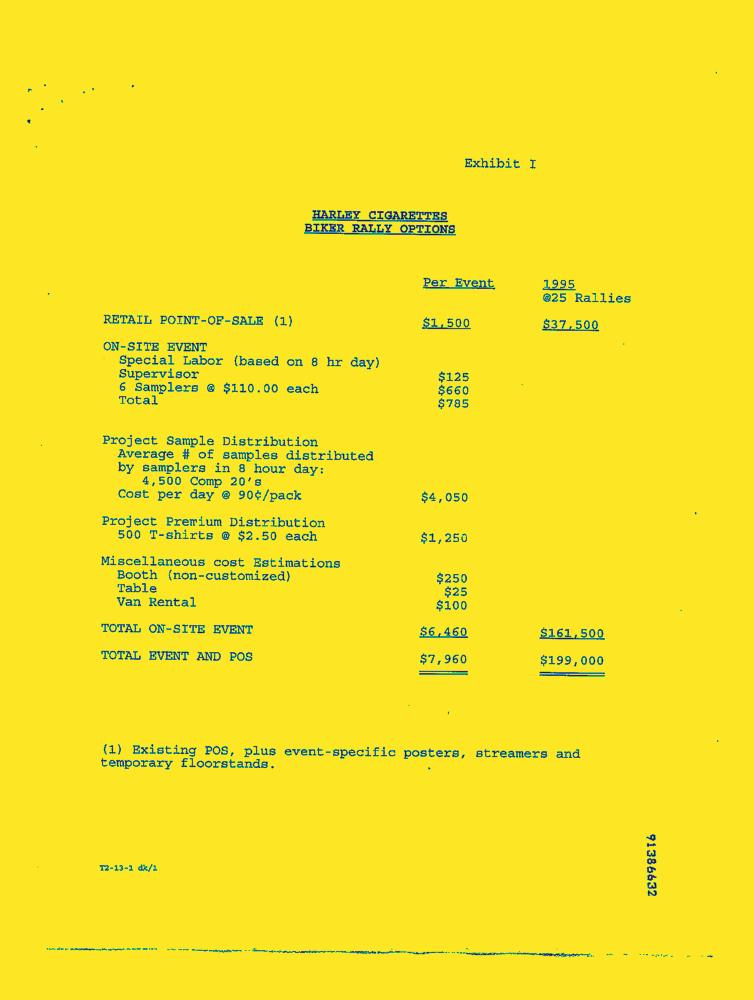 Exhibit I
HARLEY CIGARETTES
BIKER RALLY OPTIONS
Per Event 1995
@25 Rallies
RETAIL POINT-OF-SALE (1) $1,500 $37,500
ON-SITE EVENT
Special Labor (based on 8 hr day)
Supervisor $125
6 Samplers @ $110.00 each $660
Total $785
Project Sample Distribution
Average # of samples distributed
by samplers in 8 hour day:
4,500 Comp 20's
Cost per day @ 90¢/pack $4,050
Project Premium Distribution
500 T-shirts @ $2.50 each $1,250
Miscellaneous cost Estimations
Booth (non-customized) $250
Table $25
Van Rental $100
TOTAL ON-SITE EVENT $6,460 $161,500
TOTAL EVENT AND POS $7,960 $199,000
(1) Existing POS, plus event-specific posters, streamers and
temporary floorstands.
T2-13-1 dk/1
91386632